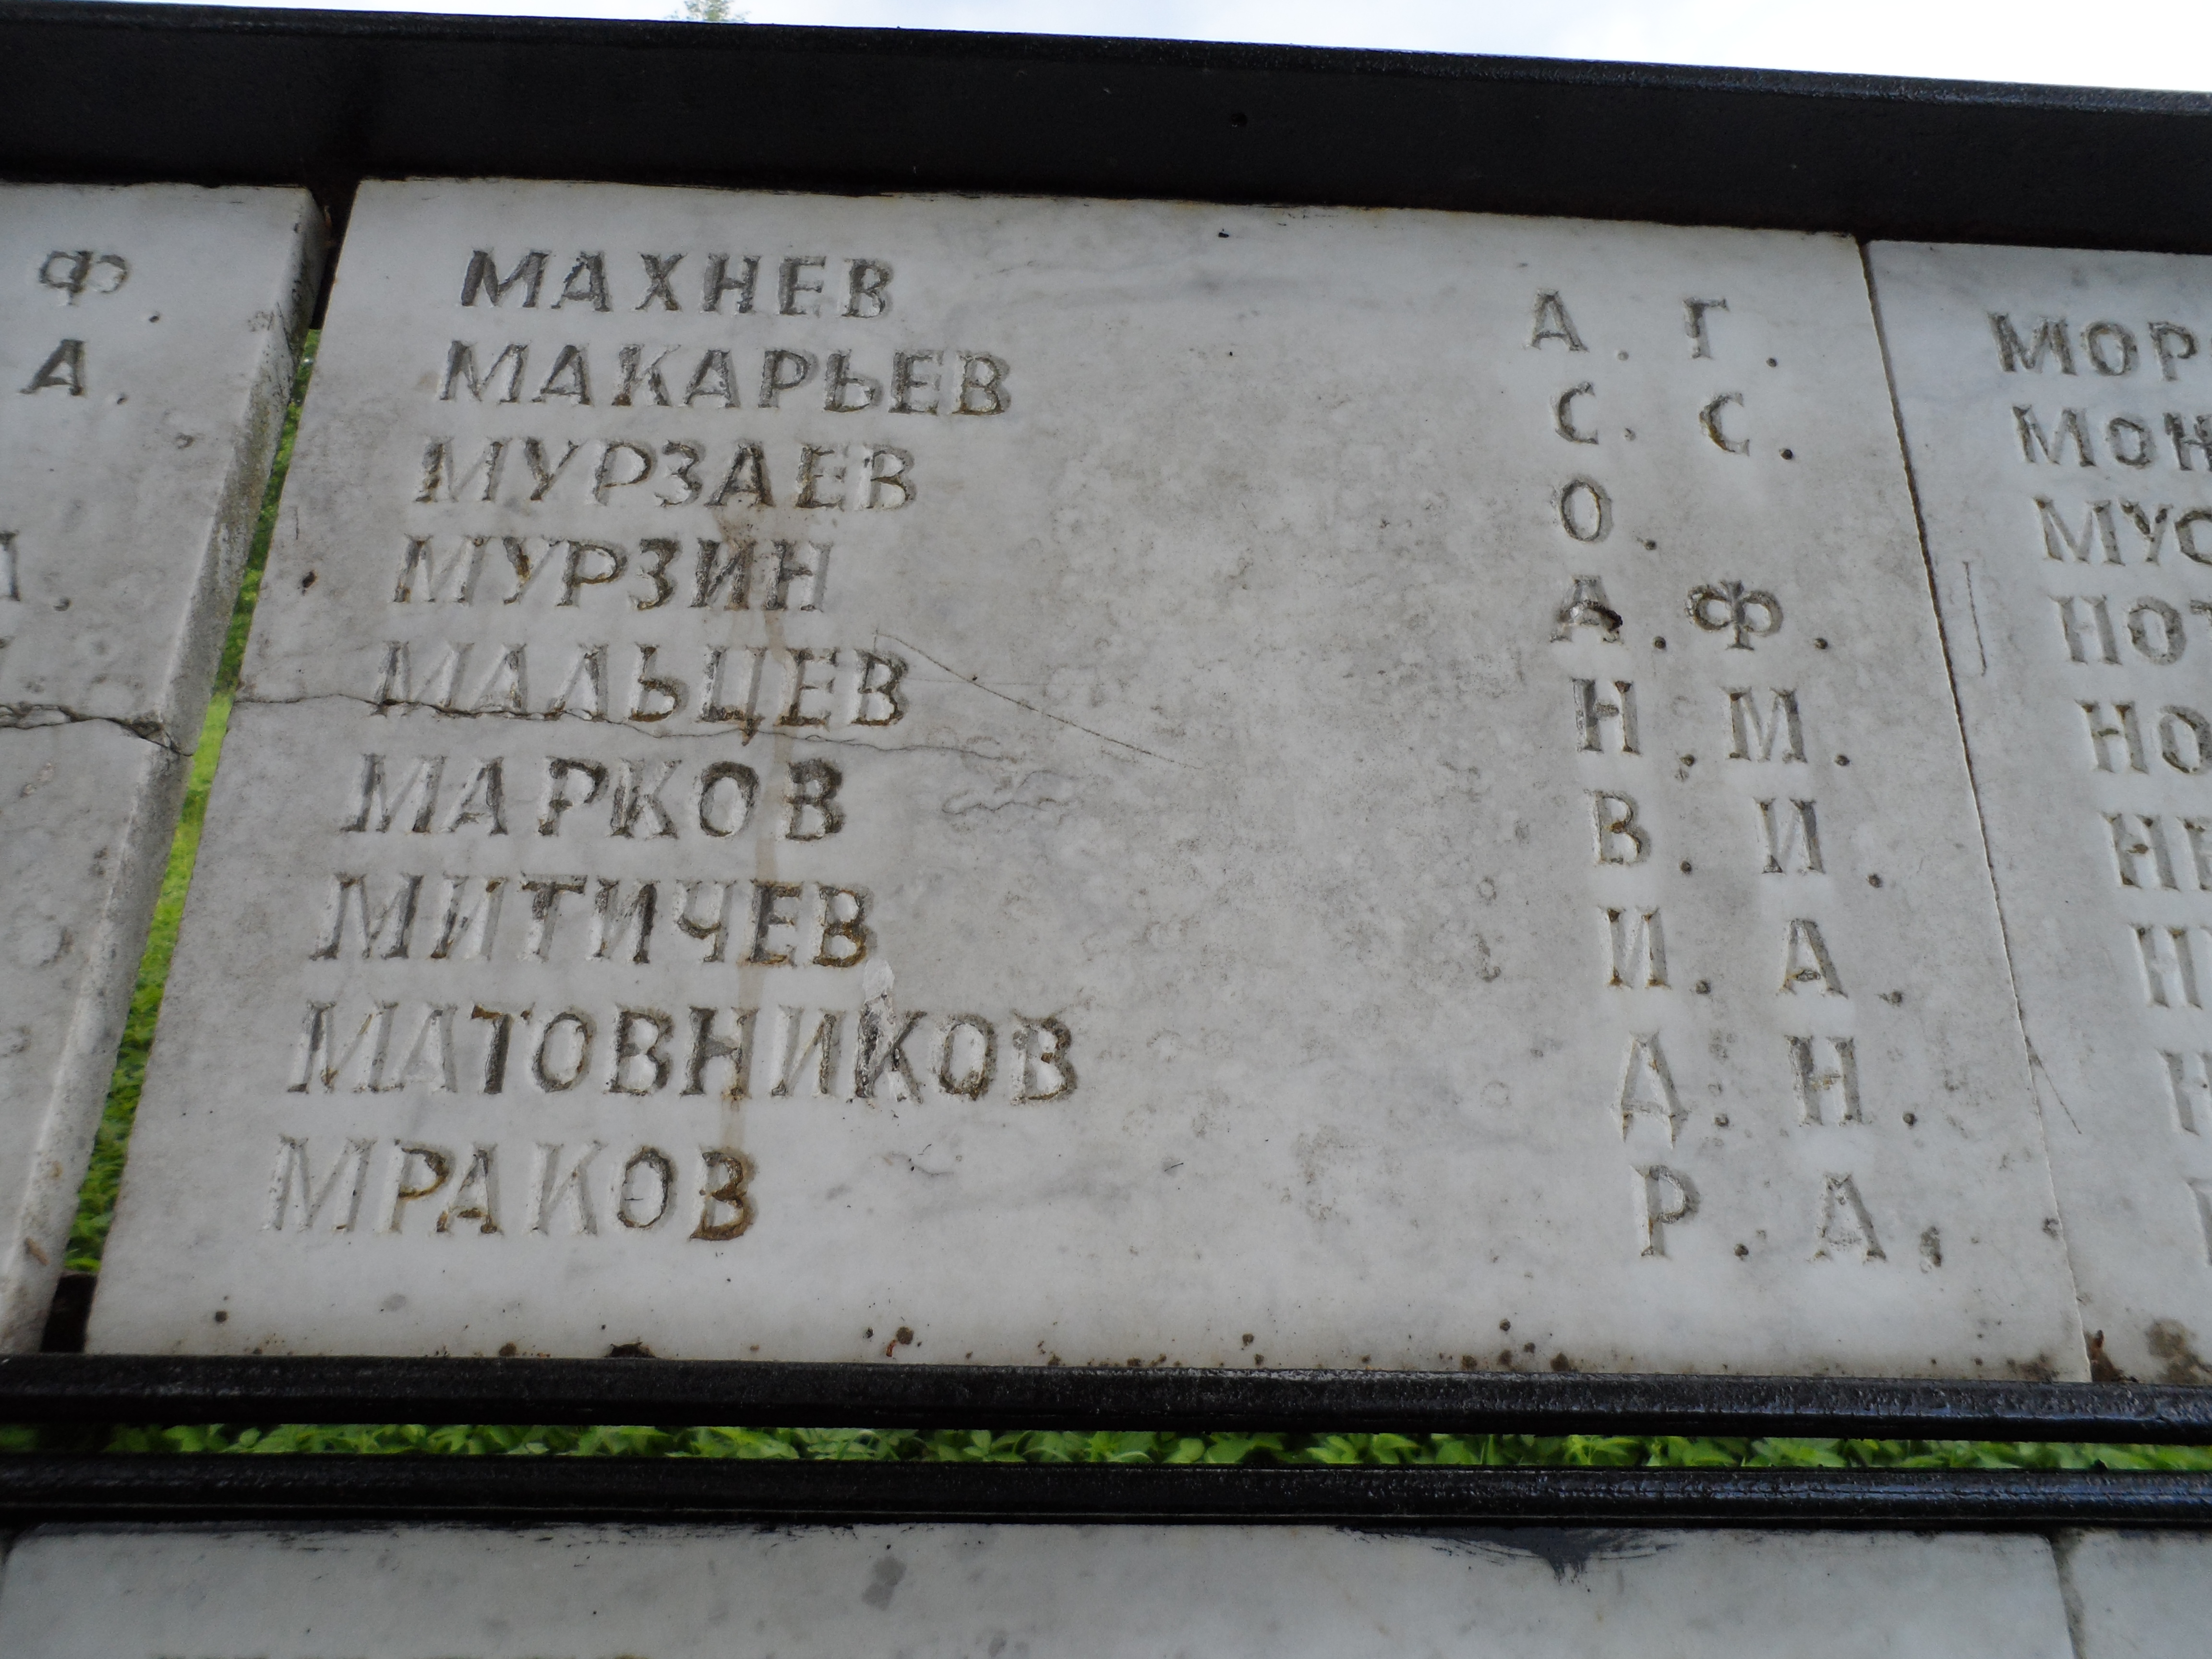 Ф.
А.
МАХНЕВ А. Г.
МАКАРЬЕВ С. С.
МУРЗАЕВ О.
МУРЗИН А. Ф.
МАЛЬЦЕВ Н. М.
МАРКОВ В. И.
МИТИЧЕВ И. А.
МАТОВНИКОВ Д. Н.
МРАКОВ Р. А.